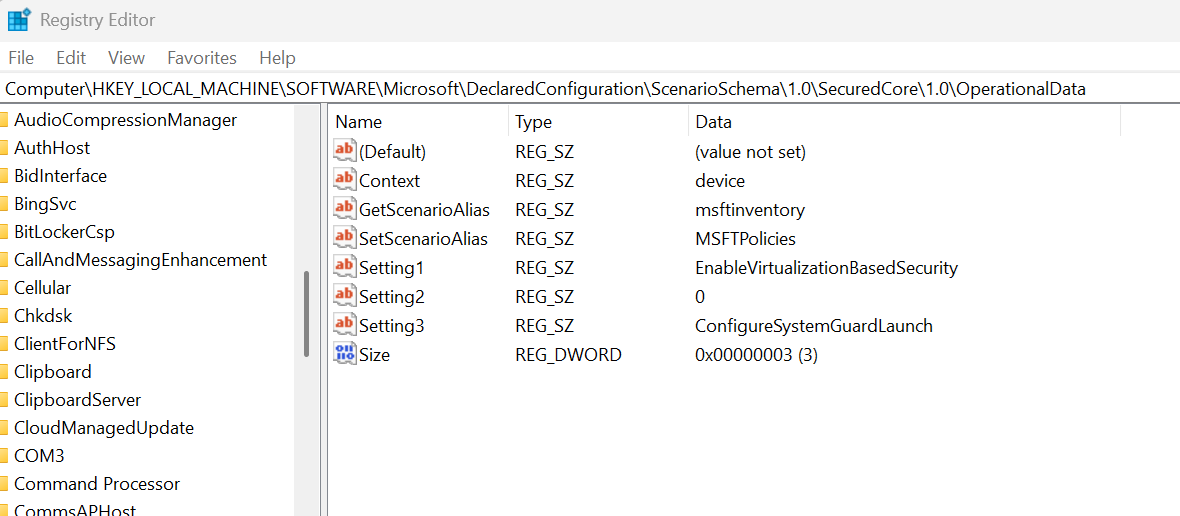 Registry Editor
File Edit View Favorites Help
Computer\HKEY_LOCAL_MACHINE\SOFTWARE\Microsoft\DeclaredConfiguration\ScenarioSchema\1.0\SecuredCore\1.0\OperationalData
AudioCompressionManager
AuthHost
BidInterface
BingSvc
BitLockerCsp
CallAndMessagingEnhancement
Cellular
Chkdsk
ClientForNFS
Clipboard
ClipboardServer
CloudManagedUpdate
COM3
Command Processor
CommsAPHost
Name Type Data
(Default) REG_SZ (value not set)
Context REG_SZ device
GetScenarioAlias REG_SZ msftinventory
SetScenarioAlias REG_SZ MSFTPolicies
Setting1 REG_SZ EnableVirtualizationBasedSecurity
Setting2 REG_SZ 0
Setting3 REG_SZ ConfigureSystemGuardLaunch
Size REG_DWORD 0x00000003 (3)